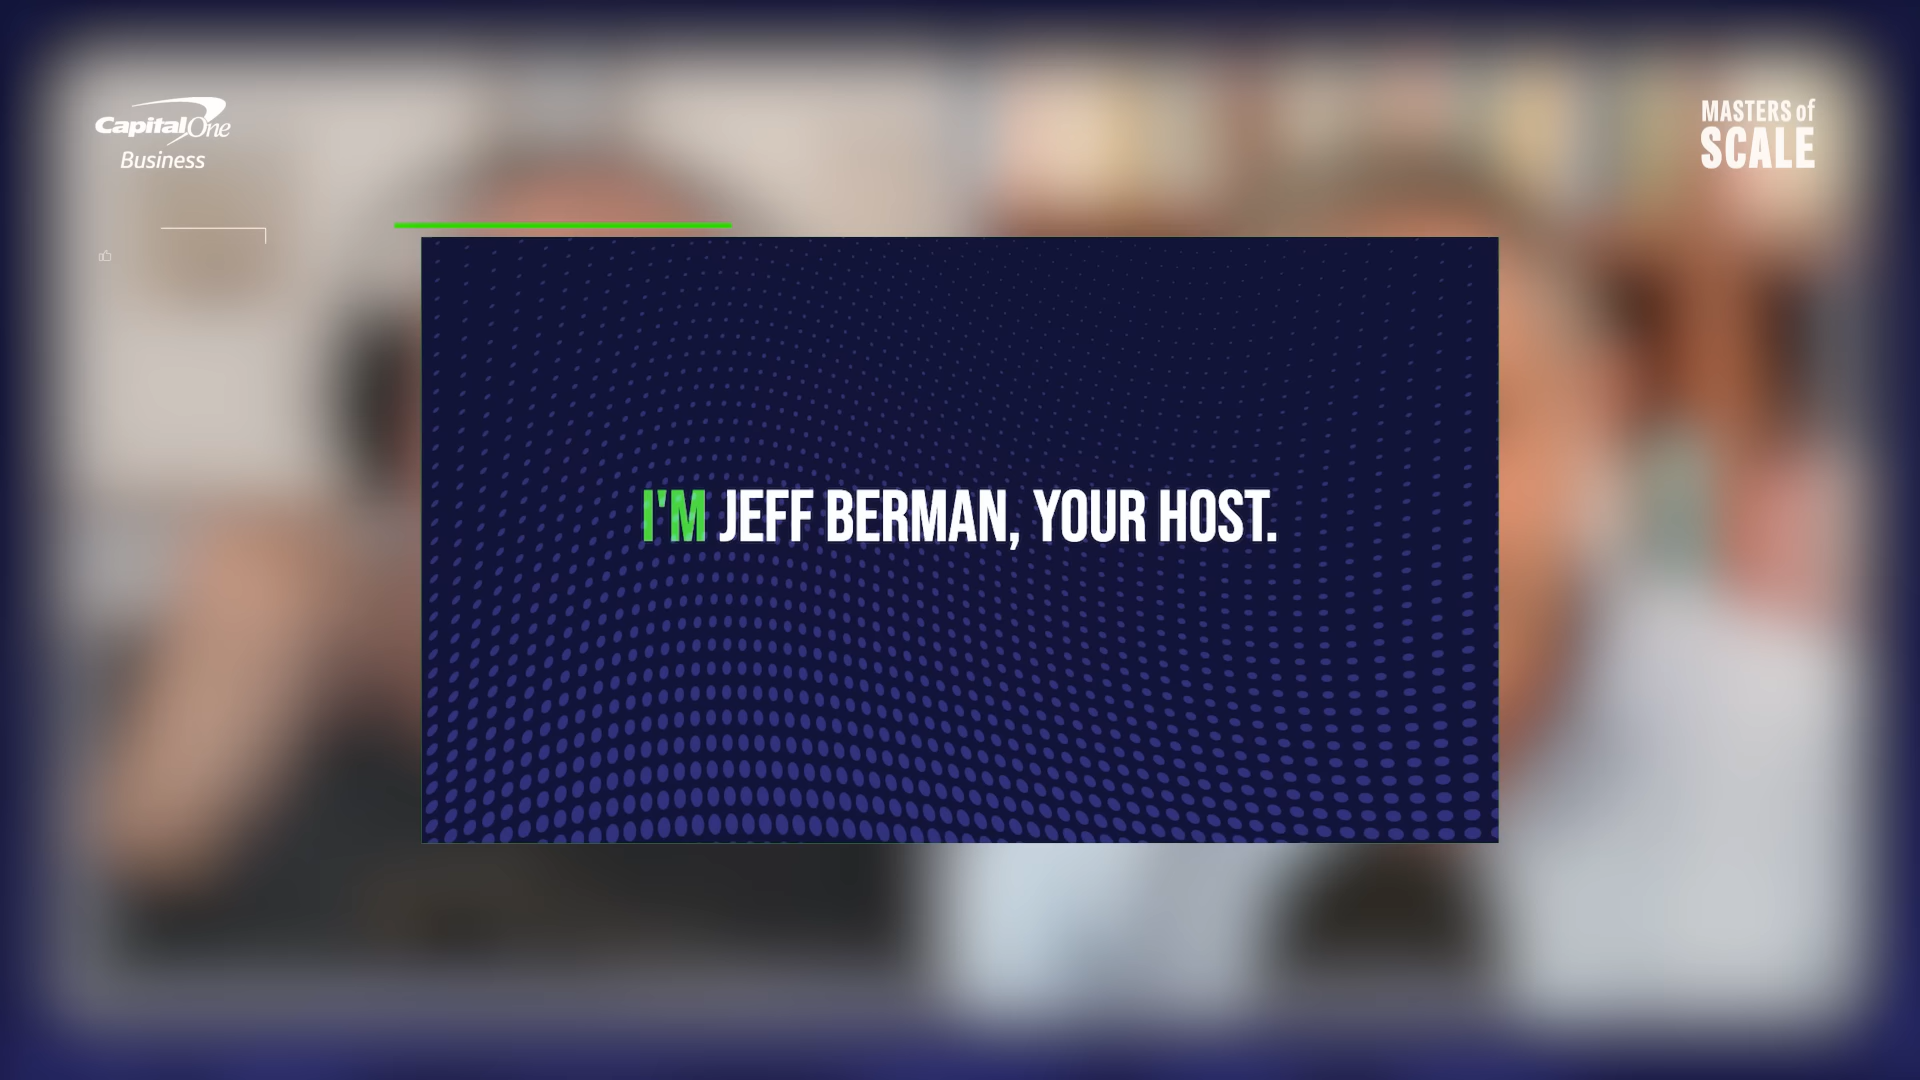 Capital One
Business
MASTERS of
SCALE
I'M JEFF BERMAN, YOUR HOST.